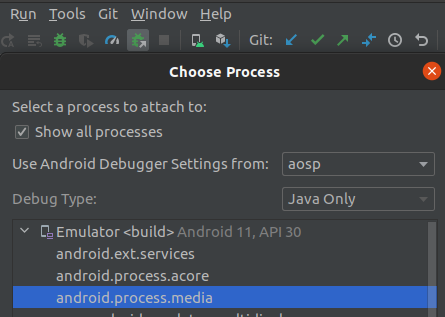 Run Tools Git Window Help
Git:
Choose Process
Select a process to attach to:
Show all processes
Use Android Debugger Settings from: aosp
Debug Type: Java Only
Emulator <build> Android 11, API 30
android.ext.services
android.process.acore
android.process.media